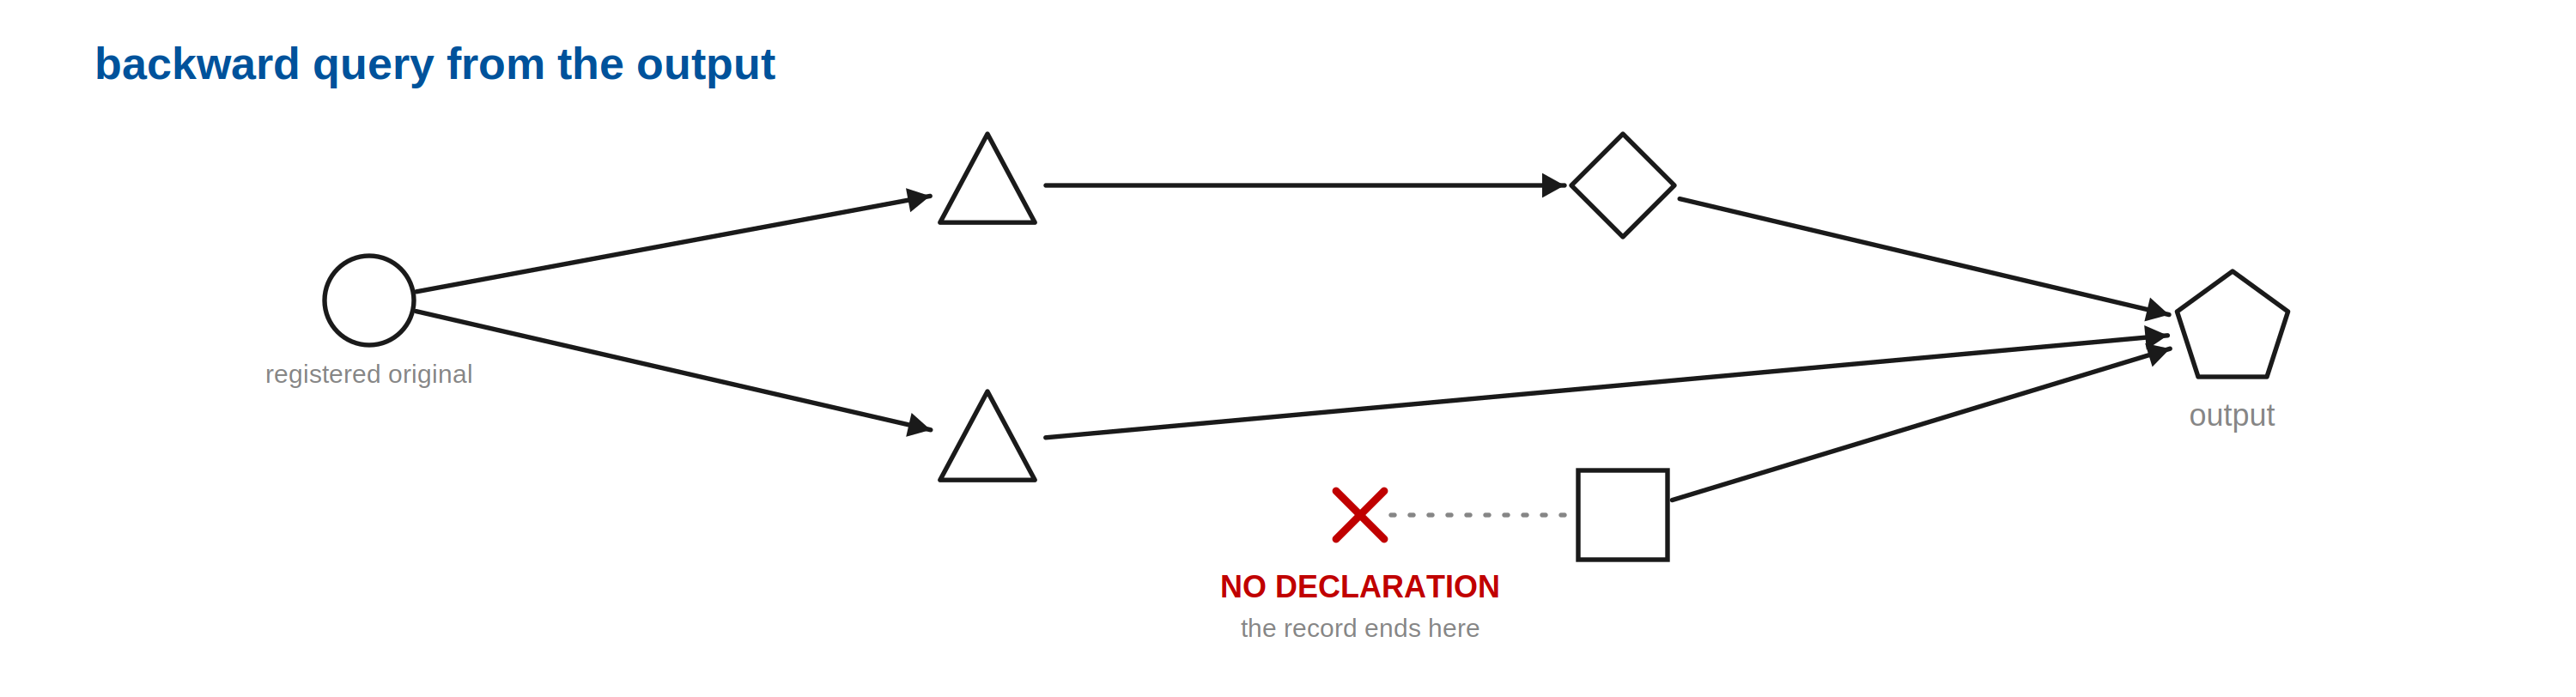 backward query from the output
registered original
output
NO DECLARATION
the record ends here